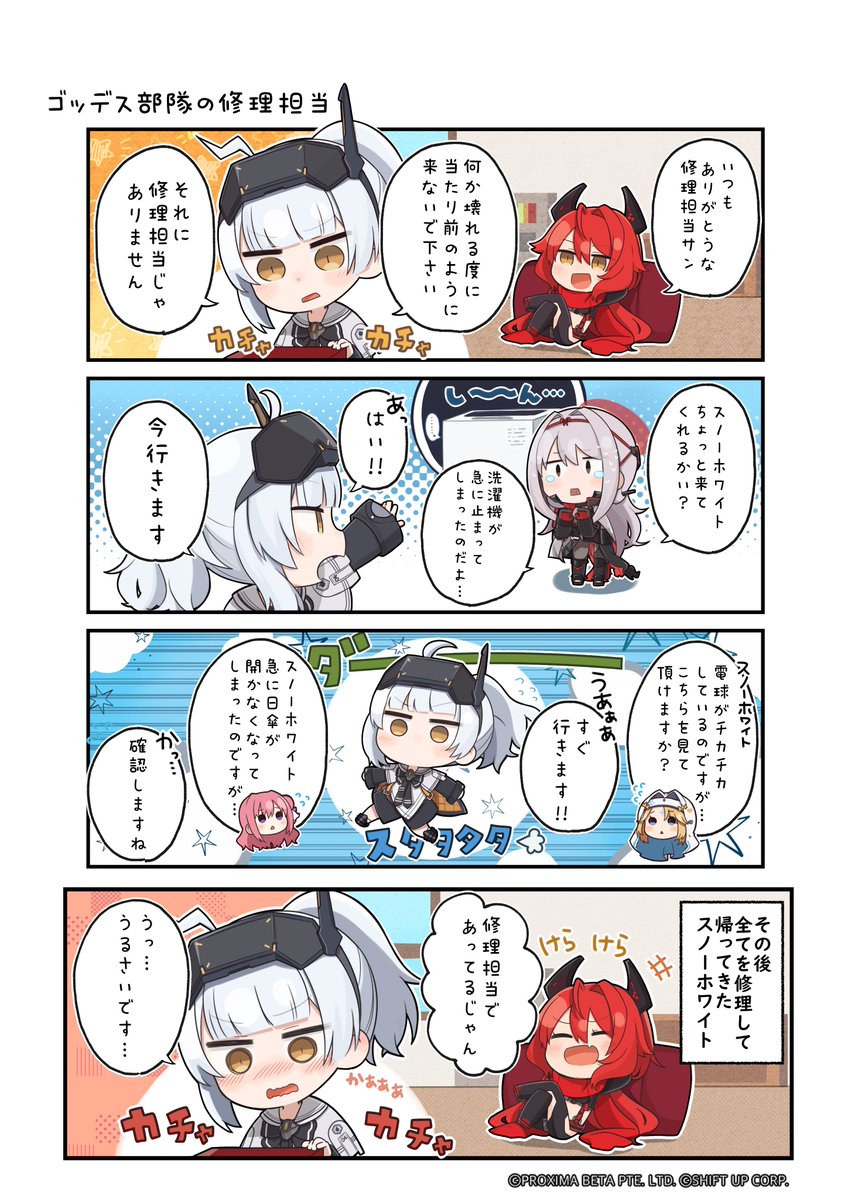 ゴッデス部隊の修理担当
いつも
ありがとうな
修理担当サン
何か壊れる度に
当たり前のように
来ないで下さい
それに
修理担当じゃ
ありません
カチャ
カチャ
スノーホワイト
ちょっと来て
くれるかい?
し〜〜ん…
洗濯機が
急に止まって
しまったのだよ…
あっ
はい!!
今行きます
スノーホワイト
電球がチカチカ
しているのですが…
こちらを見て
頂けますか?
うあぁぁ
すぐ
行きます!!
ダー
スタタタタ
スノーホワイト
急に日傘が
開かなくなって
しまったのですが…
かっ…
確認しますね
その後
全てを修理して
帰ってきた
スノーホワイト
けら けら
修理担当で
あってるじゃん
うっ…
うるさいです…
かぁぁぁ
カチャ
カチャ
©PROXIMA BETA PTE. LTD. ©SHIFT UP CORP.